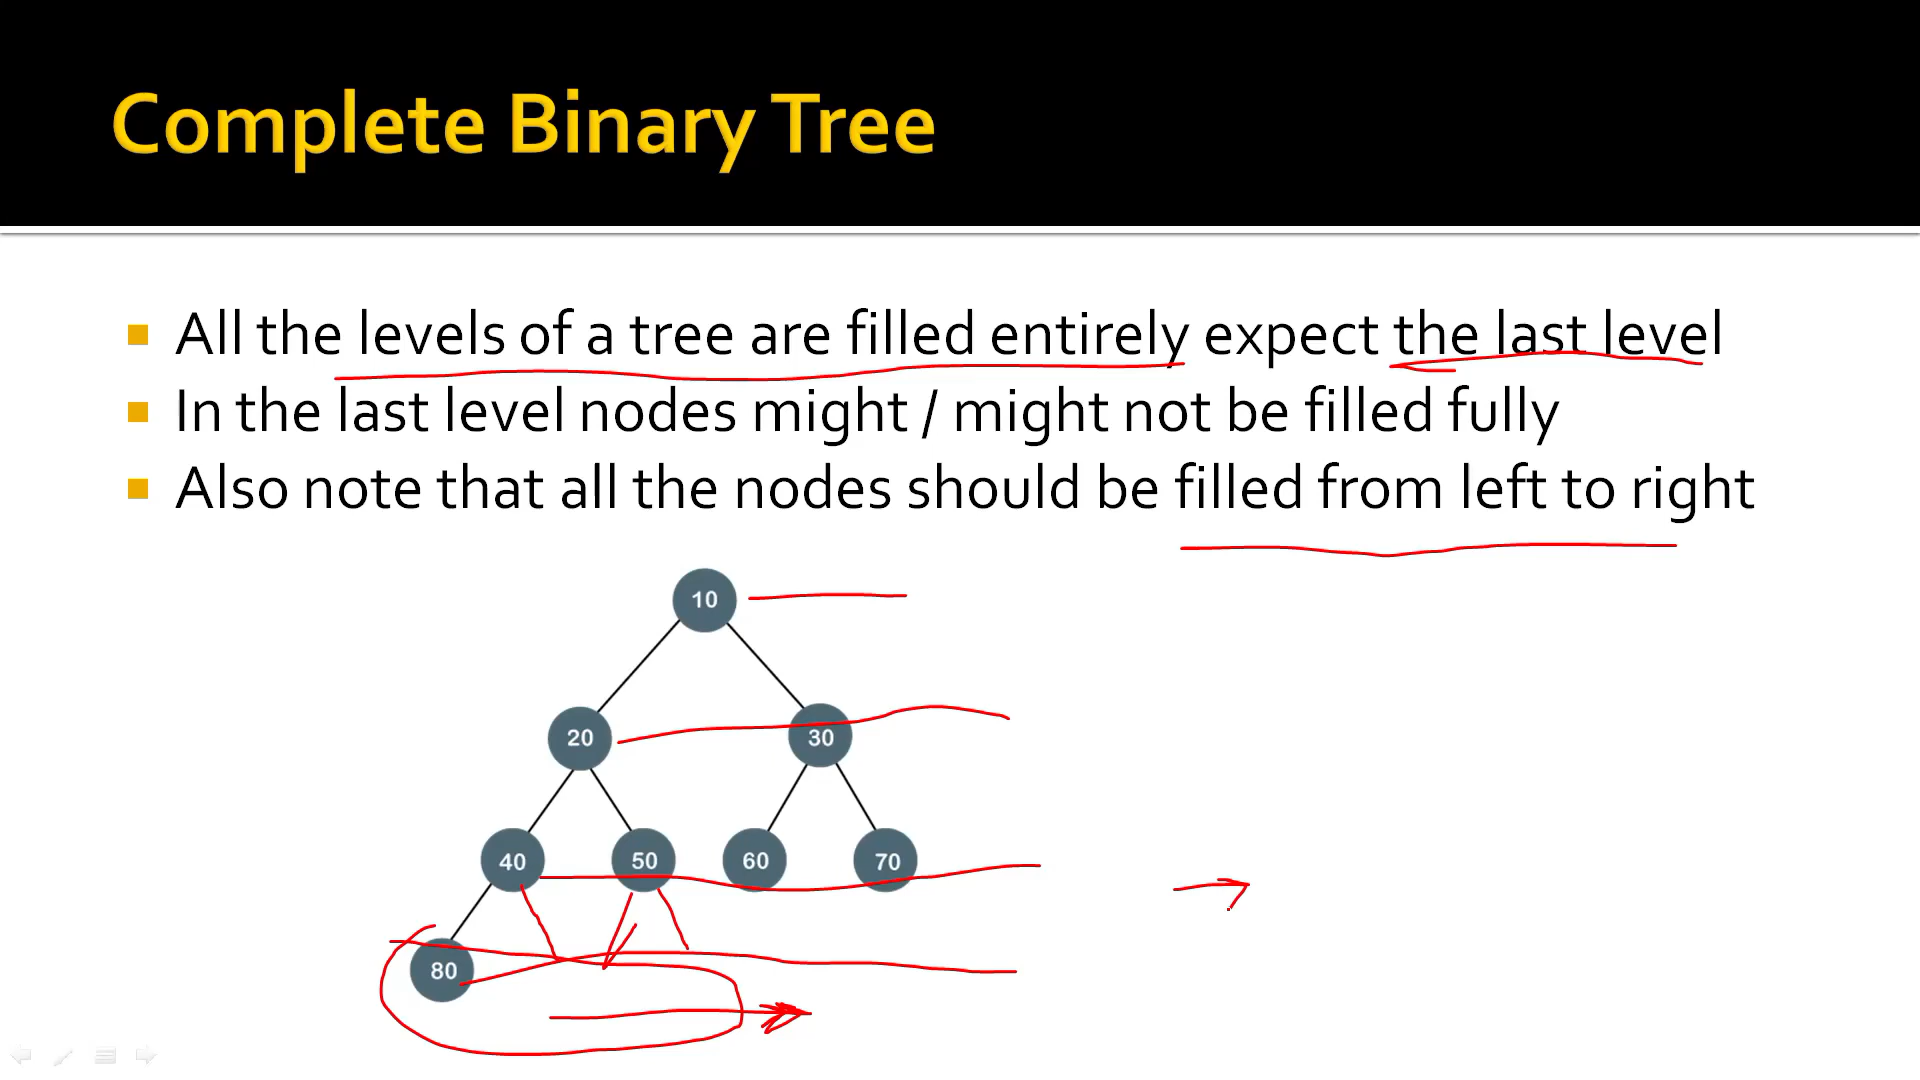 Complete Binary Tree
All the levels of a tree are filled entirely expect the last level
In the last level nodes might / might not be filled fully
Also note that all the nodes should be filled from left to right
10
20 30
40 50 60 70
80